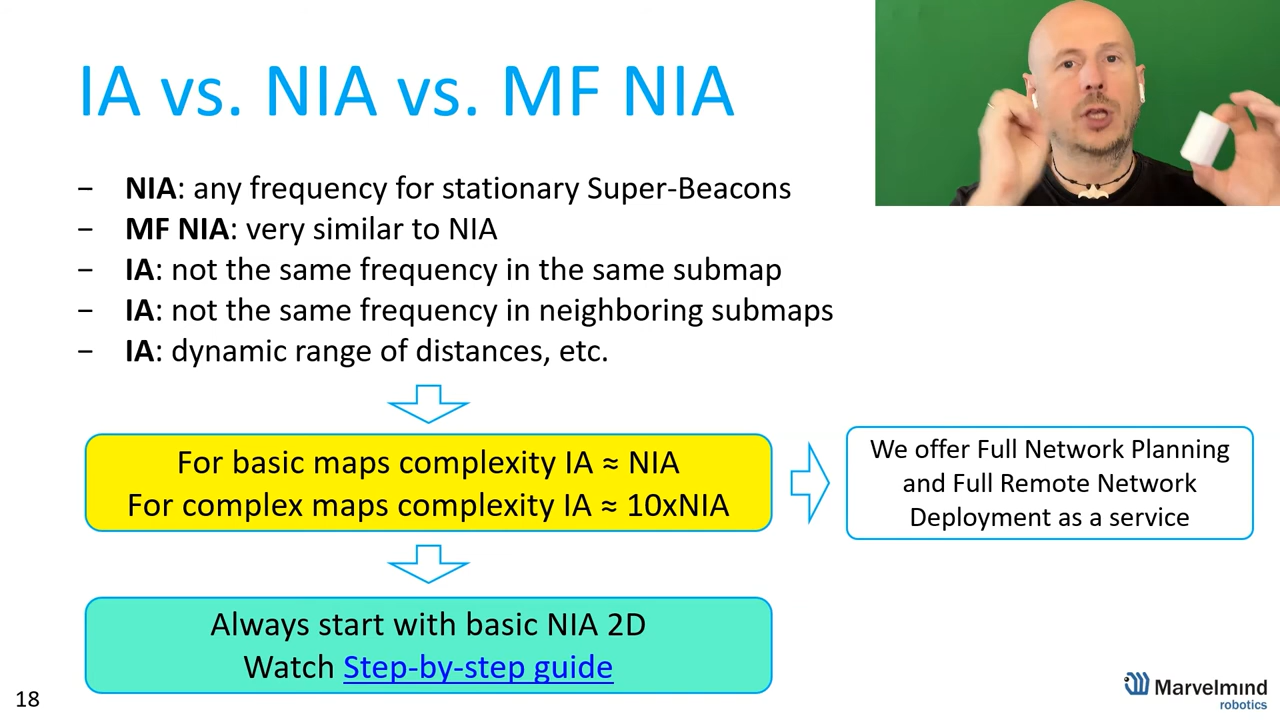 IA vs. NIA vs. MF NIA
− NIA: any frequency for stationary Super-Beacons
− MF NIA: very similar to NIA
− IA: not the same frequency in the same submap
− IA: not the same frequency in neighboring submaps
− IA: dynamic range of distances, etc.
For basic maps complexity IA ≈ NIA
For complex maps complexity IA ≈ 10xNIA
We offer Full Network Planning
and Full Remote Network
Deployment as a service
Always start with basic NIA 2D
Watch Step-by-step guide
18
Marvelmind
robotics